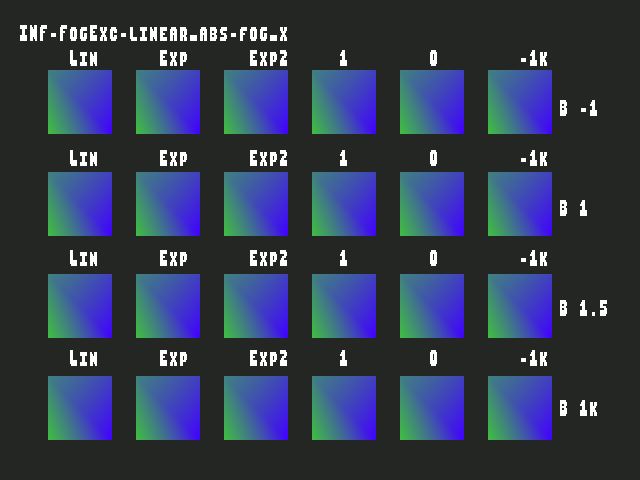 INF-FOGEXC-LINEAR_ABS-FOG_X
LIN EXP EXP2 1 0 -1K
B -1
LIN EXP EXP2 1 0 -1K
B 1
LIN EXP EXP2 1 0 -1K
B 1.5
LIN EXP EXP2 1 0 -1K
B 1K